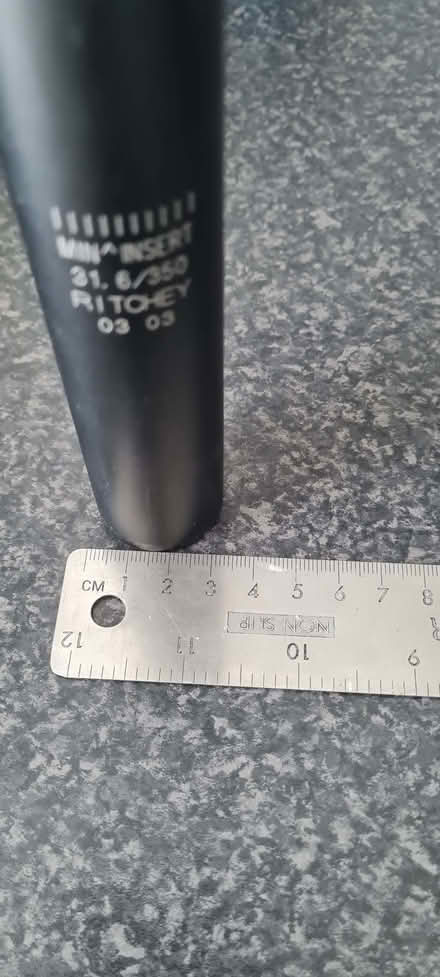 MIN^INSERT
31.6/350
RITCHEY
03 03
CM 1 2 3 4 5 6 7 8
NON SLIP
12 11 10 9